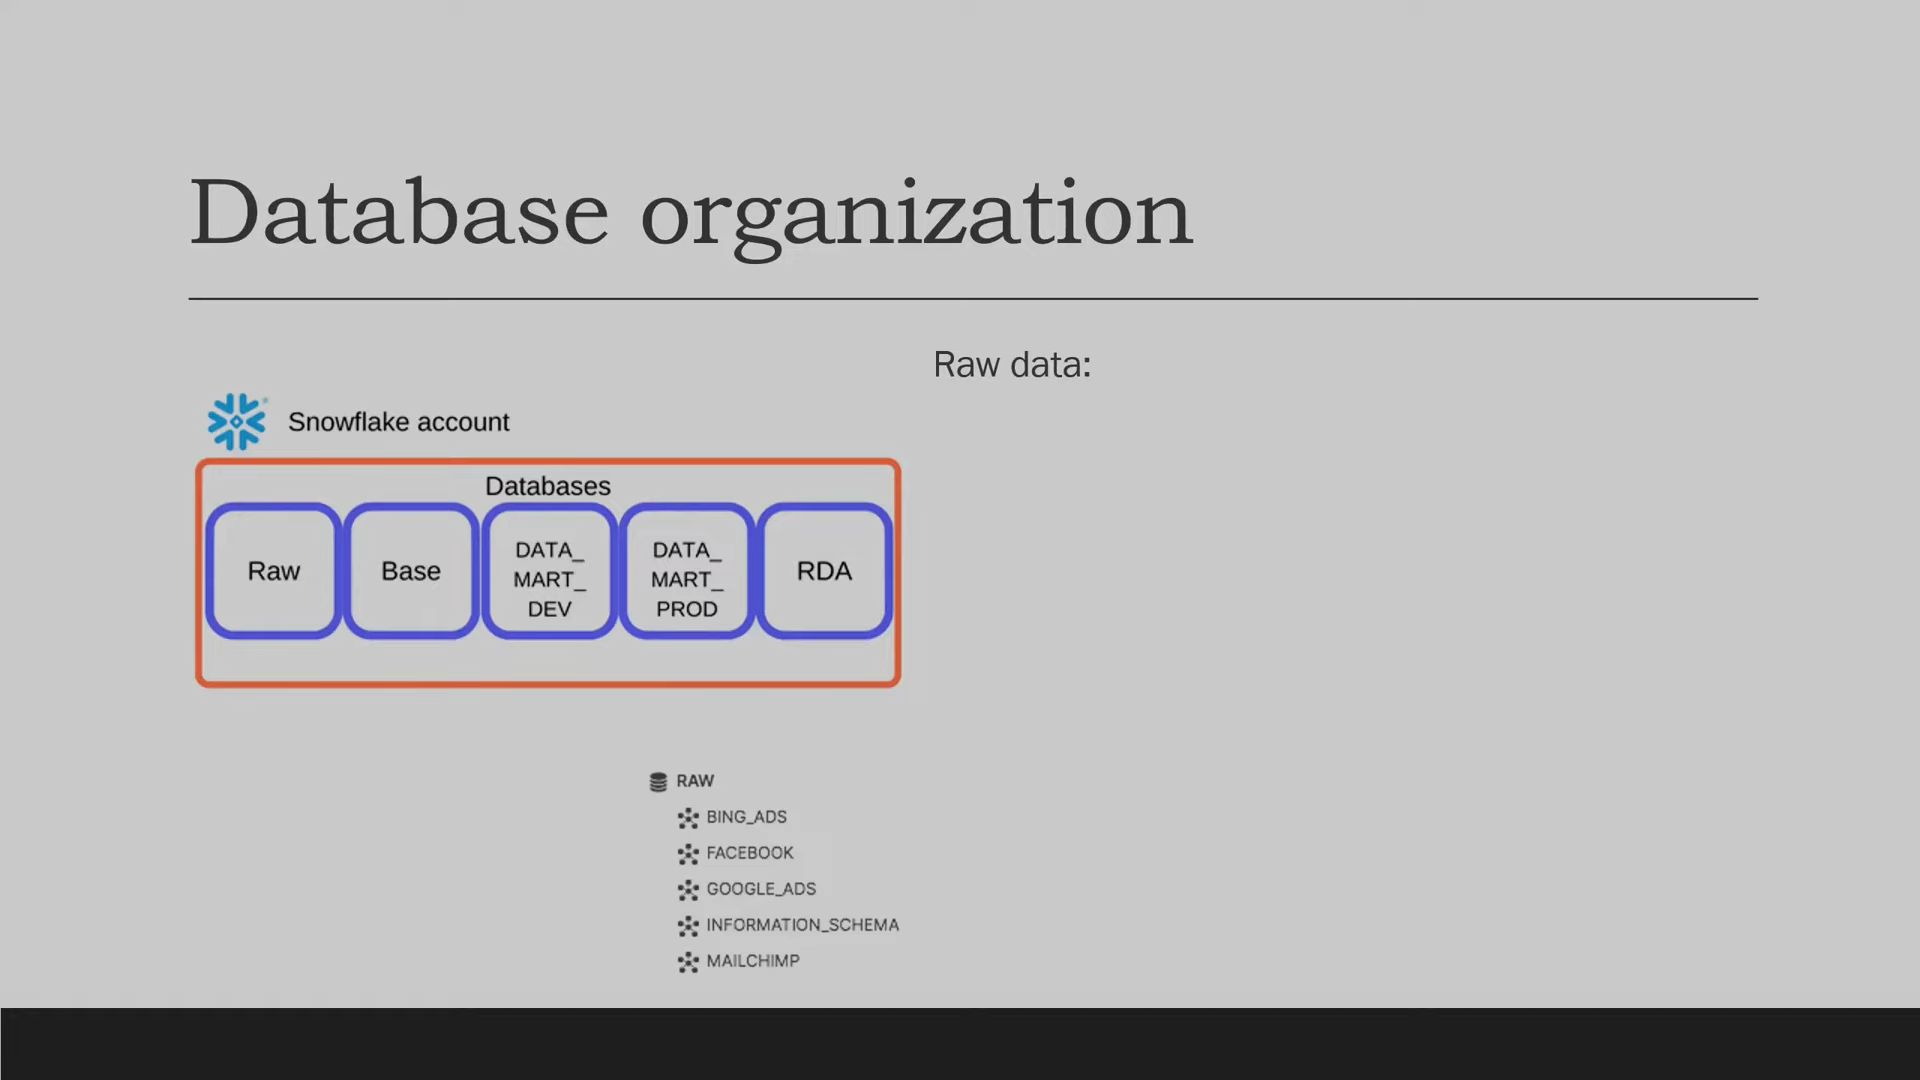 Database organization
Raw data:
Snowflake account
Databases
Raw
Base
DATA_
MART_
DEV
DATA_
MART_
PROD
RDA
RAW
BING_ADS
FACEBOOK
GOOGLE_ADS
INFORMATION_SCHEMA
MAILCHIMP